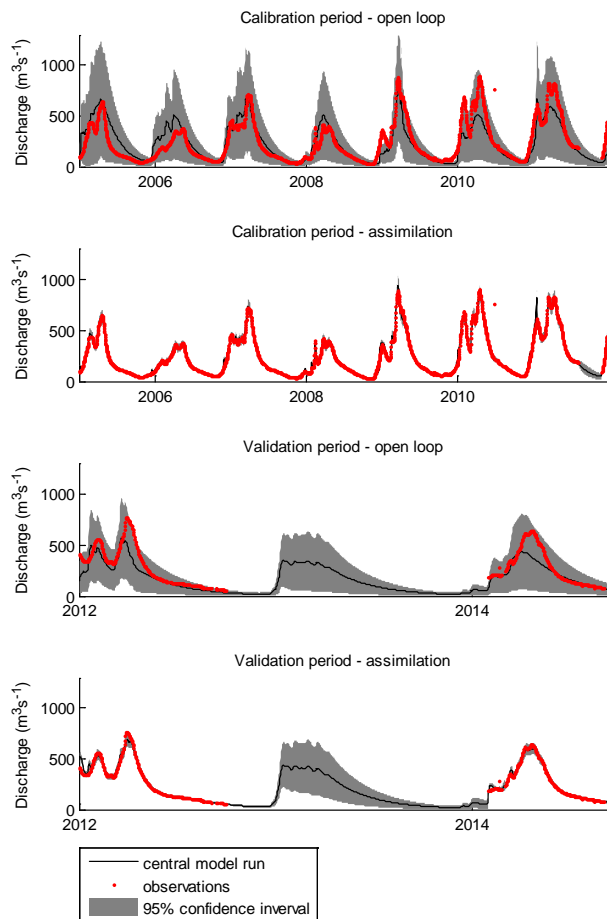 Calibration period - open loop
Discharge (m³s⁻¹)
1000
500
0
2006
2008
2010
Calibration period - assimilation
Discharge (m³s⁻¹)
1000
500
0
2006
2008
2010
Validation period - open loop
Discharge (m³s⁻¹)
1000
500
0
2012
2014
Validation period - assimilation
Discharge (m³s⁻¹)
1000
500
0
2012
2014
central model run
observations
95% confidence inverval